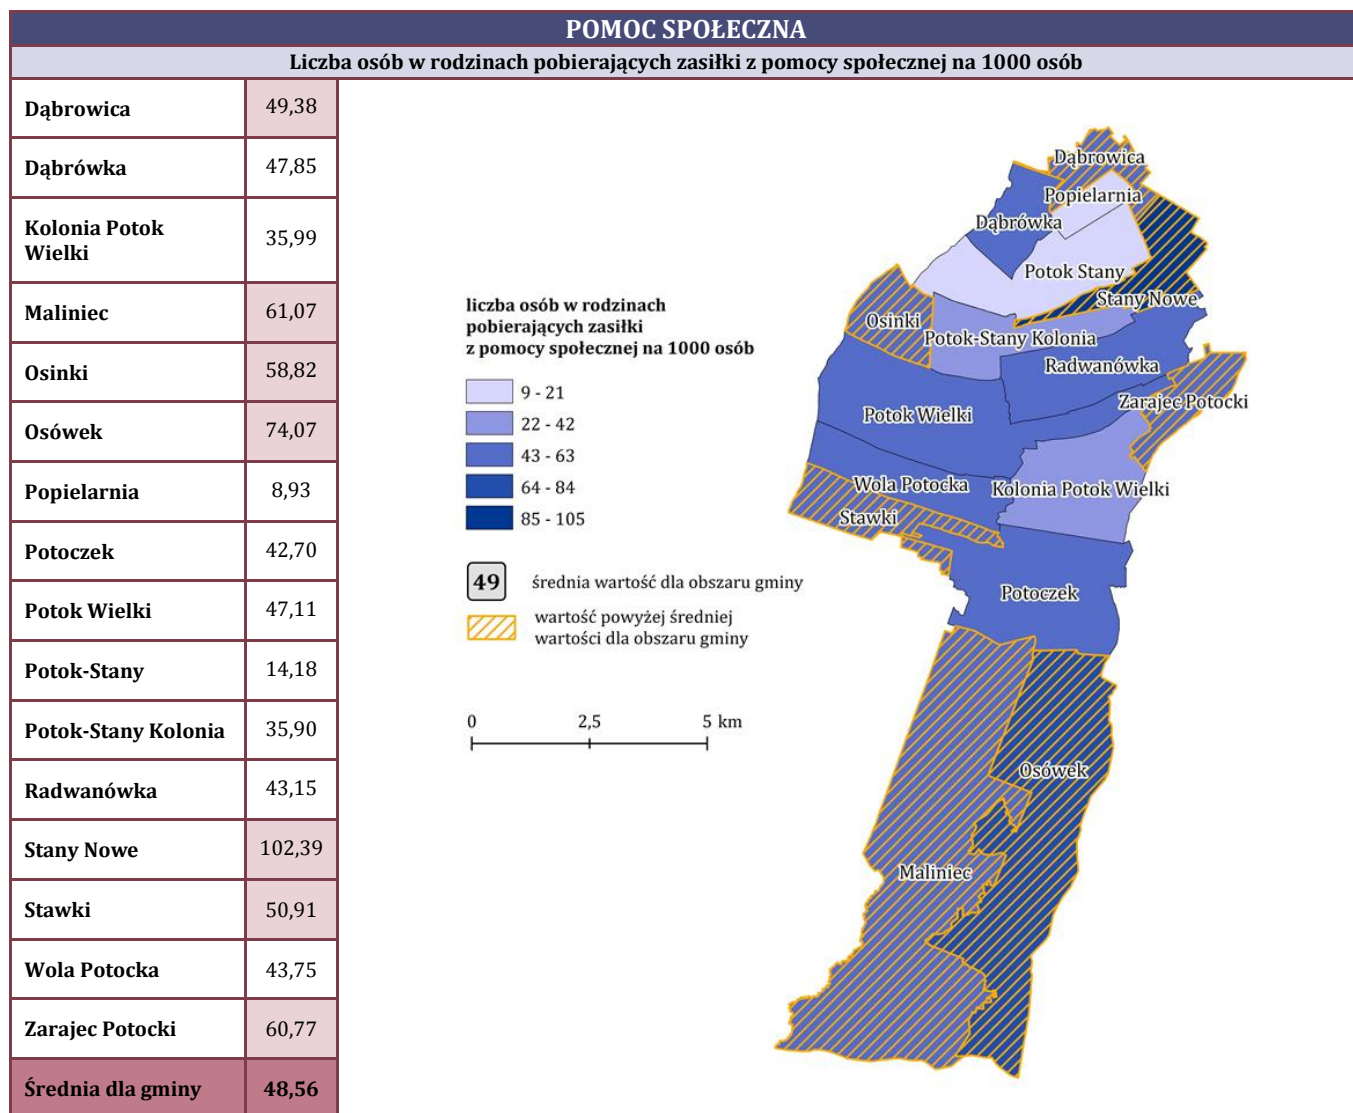 POMOC SPOŁECZNA
Liczba osób w rodzinach pobierających zasiłki z pomocy społecznej na 1000 osób
Dąbrowica 49,38
Dąbrówka 47,85
Kolonia Potok
Wielki 35,99
Maliniec 61,07
Osinki 58,82
Osówek 74,07
Popielarnia 8,93
Potoczek 42,70
Potok Wielki 47,11
Potok-Stany 14,18
Potok-Stany Kolonia 35,90
Radwanówka 43,15
Stany Nowe 102,39
Stawki 50,91
Wola Potocka 43,75
Zarajec Potocki 60,77
Średnia dla gminy 48,56
liczba osób w rodzinach
pobierających zasiłki
z pomocy społecznej na 1000 osób
9 - 21
22 - 42
43 - 63
64 - 84
85 - 105
49 średnia wartość dla obszaru gminy
wartość powyżej średniej
wartości dla obszaru gminy
0 2,5 5 km
Dąbrowica
Popielarnia
Dąbrówka
Potok Stany
Stany Nowe
Osinki
Potok-Stany Kolonia
Radwanówka
Zarajec Potocki
Potok Wielki
Wola Potocka
Kolonia Potok Wielki
Stawki
Potoczek
Osówek
Maliniec